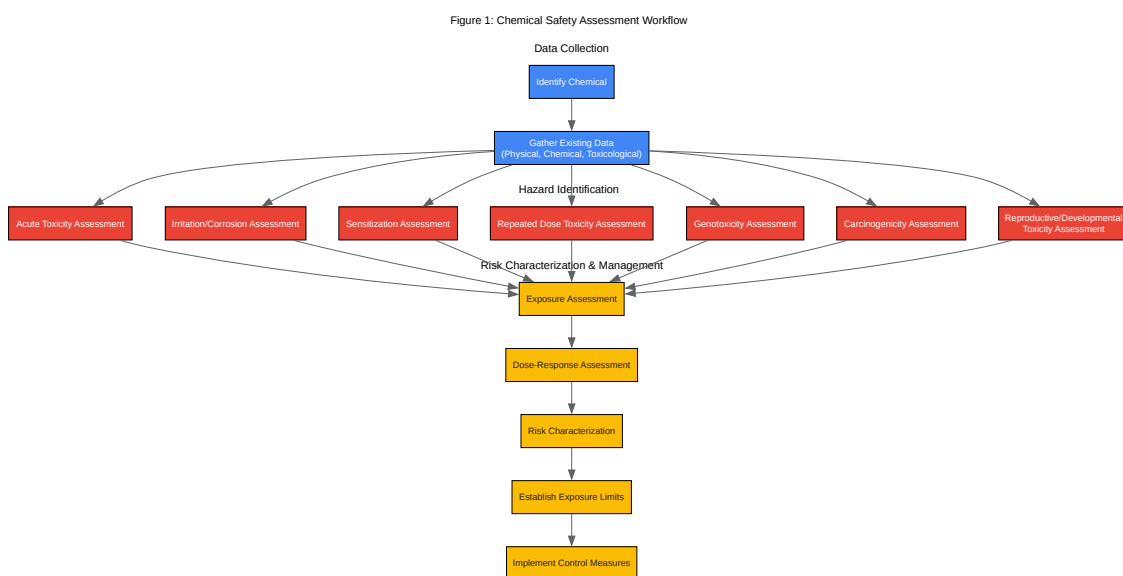 Figure 1: Chemical Safety Assessment Workflow
Data Collection
Identify Chemical
Gather Existing Data
(Physical, Chemical, Toxicological)
Hazard Identification
Acute Toxicity Assessment
Irritation/Corrosion Assessment
Sensitization Assessment
Repeated Dose Toxicity Assessment
Genotoxicity Assessment
Carcinogenicity Assessment
Reproductive/Developmental
Toxicity Assessment
Risk Characterization & Management
Exposure Assessment
Dose-Response Assessment
Risk Characterization
Establish Exposure Limits
Implement Control Measures